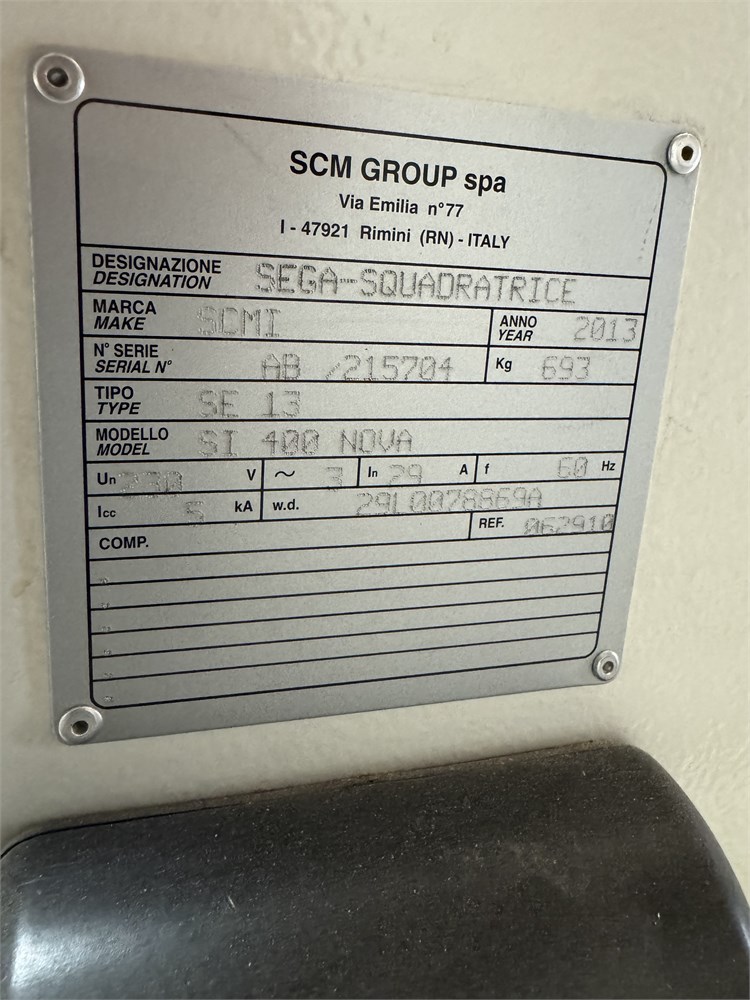 SCM GROUP spa
Via Emilia n°77
I - 47921 Rimini (RN) - ITALY
DESIGNAZIONE
DESIGNATION SEGA-SQUADRATRICE
MARCA
MAKE SCMI
ANNO
YEAR 2013
N° SERIE
SERIAL N° AB /215704
Kg 693
TIPO
TYPE SE 13
MODELLO
MODEL SI 400 NOVA
Un 230 V ~ 3 In 29 A f 60 Hz
Icc 5 kA w.d. 29L0078869A
COMP. REF. 062910